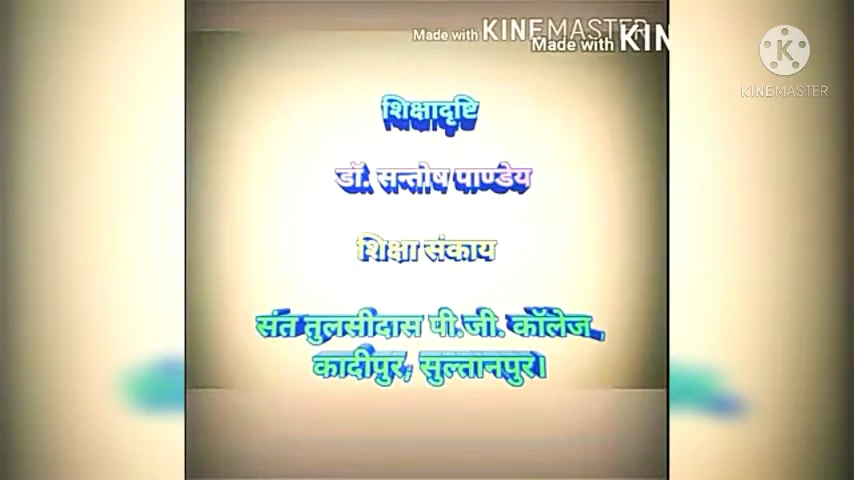 Made with KINEMASTER
Made with KIN
KINEMASTER
शिक्षादृष्टि
डॉ. सन्तोष पाण्डेय
शिक्षा संकाय
संत तुलसीदास पी.जी. कॉलेज ,
कादीपुर, सुल्तानपुर।